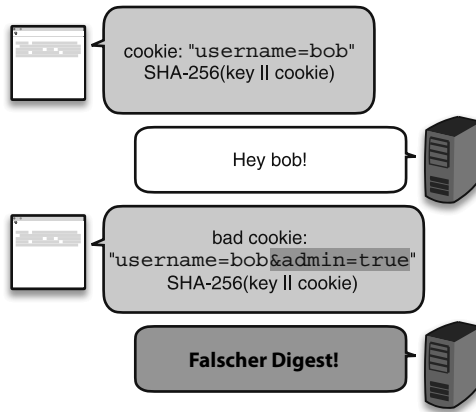 cookie: "username=bob"
SHA-256(key || cookie)
Hey bob!
bad cookie:
"username=bob&admin=true"
SHA-256(key || cookie)
Falscher Digest!